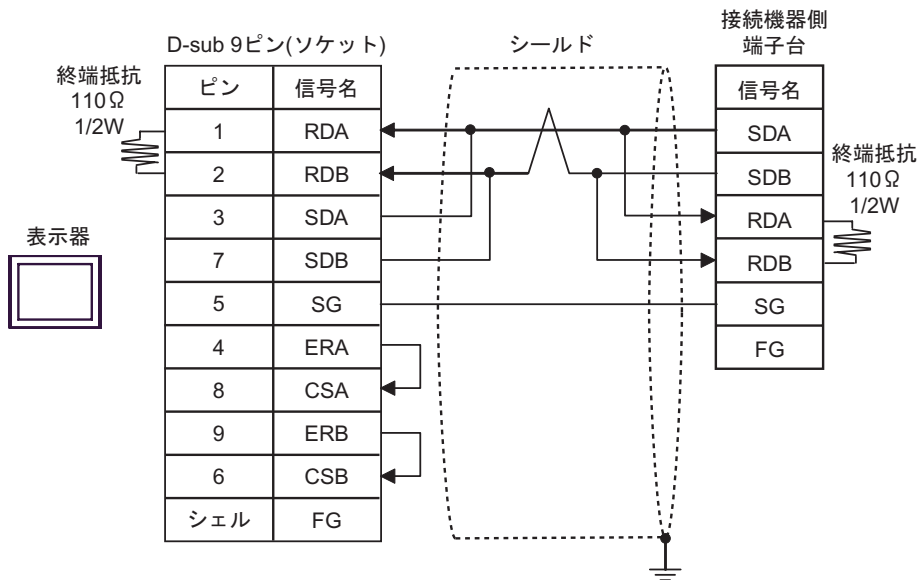 接続機器側
端子台
D-sub 9ピン(ソケット)
シールド
終端抵抗
110Ω
1/2W
ピン 信号名
1 RDA
2 RDB
3 SDA
7 SDB
5 SG
4 ERA
8 CSA
9 ERB
6 CSB
シェル FG
表示器
信号名
SDA
SDB
RDA
RDB
SG
FG
終端抵抗
110Ω
1/2W